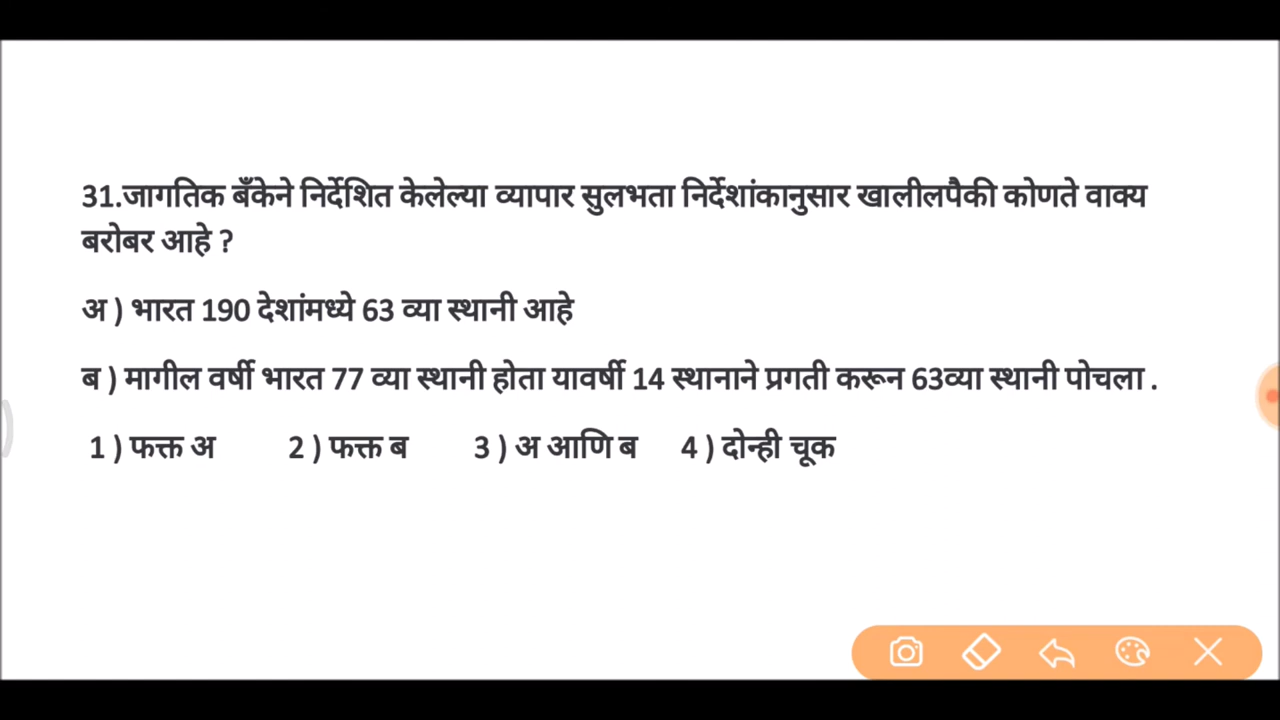 31.जागतिक बँकेने निर्देशित केलेल्या व्यापार सुलभता निर्देशांकानुसार खालीलपैकी कोणते वाक्य
बरोबर आहे ?
अ ) भारत 190 देशांमध्ये 63 व्या स्थानी आहे
ब ) मागील वर्षी भारत 77 व्या स्थानी होता यावर्षी 14 स्थानाने प्रगती करून 63व्या स्थानी पोचला .
1 ) फक्त अ 2 ) फक्त ब 3 ) अ आणि ब 4 ) दोन्ही चूक